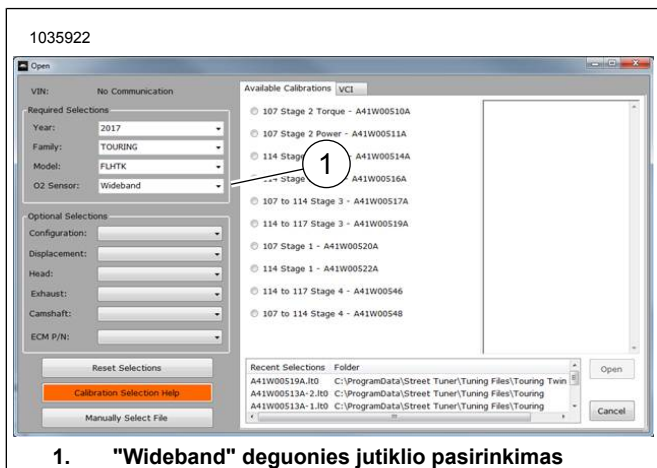 1035922
Open
VIN: No Communication
Required Selections
Year: 2017
Family: TOURING
Model: FLHTK
O2 Sensor: Wideband
Optional Selections
Configuration:
Displacement:
Head:
Exhaust:
Camshaft:
ECM P/N:
Reset Selections
Calibration Selection Help
Manually Select File
Available Calibrations VCI
107 Stage 2 Torque - A41W00510A
107 Stage 2 Power - A41W00511A
114 Stage A41W00514A
114 Stage A41W00516A
107 to 114 Stage 3 - A41W00517A
114 to 117 Stage 3 - A41W00519A
107 Stage 1 - A41W00520A
114 Stage 1 - A41W00522A
114 to 117 Stage 4 - A41W00546
107 to 114 Stage 4 - A41W00548
1
Recent Selections Folder
A41W00519A.lt0 C:\ProgramData\Street Tuner\Tuning Files\Touring Twin
A41W00513A-2.lt0 C:\ProgramData\Street Tuner\Tuning Files\Touring
A41W00513A-1.lt0 C:\ProgramData\Street Tuner\Tuning Files\Touring
Open
Cancel
1. "Wideband" deguonies jutiklio pasirinkimas